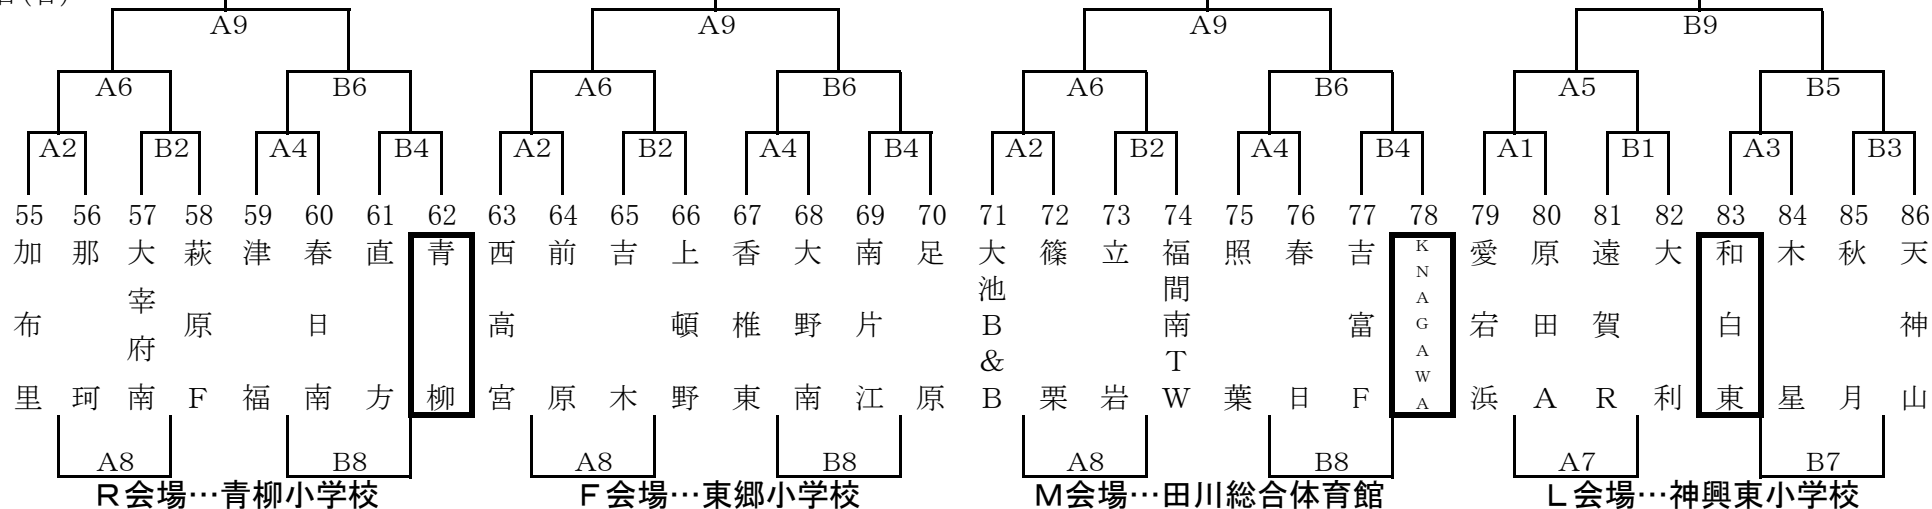 A9 A9 A9 B9
A6 B6 A6 B6 A6 B6 A5 B5
A2 B2 A4 B4 A2 B2 A4 B4 A2 B2 A4 B4 A1 B1 A3 B3
55 56 57 58 59 60 61 62 63 64 65 66 67 68 69 70 71 72 73 74 75 76 77 78 79 80 81 82 83 84 85 86
加布里
那珂
大宰府南
萩原F
津福
春日南
直方
青柳
西高宮
前原
吉木
上頓野
香椎東
大野南
南片江
足原
大池B&B
篠栗
立岩
福間南TW
照葉
春日
吉富F
KNAGAWA
愛宕浜
原田A
遠賀R
大利
和白東
木星
秋月
天神山
A8 B8 A8 B8 A8 B8 A7 B7
R会場…青柳小学校
F会場…東郷小学校
M会場…田川総合体育館
L会場…神興東小学校